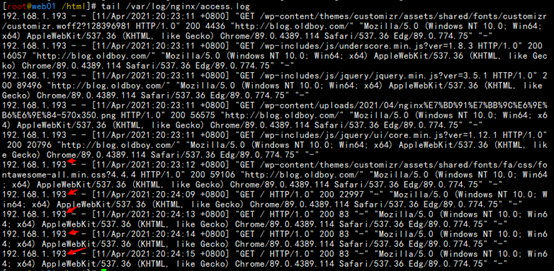 [root@web01 /html]# tail /var/log/nginx/access.log
192.168.1.193 - - [11/Apr/2021:20:23:11 +0800] "GET /wp-content/themes/customizr/assets/shared/fonts/customizr
/customizr.woff2?2128396981 HTTP/1.0" 200 4436 "http://blog.oldboy.com/" "Mozilla/5.0 (Windows NT 10.0; Win64;
x64) AppleWebKit/537.36 (KHTML, like Gecko) Chrome/89.0.4389.114 Safari/537.36 Edg/89.0.774.75" "-"
192.168.1.193 - - [11/Apr/2021:20:23:11 +0800] "GET /wp-includes/js/underscore.min.js?ver=1.8.3 HTTP/1.0" 200
16057 "http://blog.oldboy.com/" "Mozilla/5.0 (Windows NT 10.0; Win64; x64) AppleWebKit/537.36 (KHTML, like Gec
ko) Chrome/89.0.4389.114 Safari/537.36 Edg/89.0.774.75" "-"
192.168.1.193 - - [11/Apr/2021:20:23:11 +0800] "GET /wp-includes/js/jquery/jquery.min.js?ver=3.5.1 HTTP/1.0" 2
00 89496 "http://blog.oldboy.com/" "Mozilla/5.0 (Windows NT 10.0; Win64; x64) AppleWebKit/537.36 (KHTML, like
Gecko) Chrome/89.0.4389.114 Safari/537.36 Edg/89.0.774.75" "-"
192.168.1.193 - - [11/Apr/2021:20:23:11 +0800] "GET /wp-content/uploads/2021/04/nginx%E7%BD%91%E7%BB%9C%E6%9E%
B6%E6%9E%84-570x350.png HTTP/1.0" 200 56575 "http://blog.oldboy.com/" "Mozilla/5.0 (Windows NT 10.0; Win64; x6
4) AppleWebKit/537.36 (KHTML, like Gecko) Chrome/89.0.4389.114 Safari/537.36 Edg/89.0.774.75" "-"
192.168.1.193 - - [11/Apr/2021:20:23:11 +0800] "GET /wp-includes/js/jquery/ui/core.min.js?ver=1.12.1 HTTP/1.0"
200 20796 "http://blog.oldboy.com/" "Mozilla/5.0 (Windows NT 10.0; Win64; x64) AppleWebKit/537.36 (KHTML, lik
e Gecko) Chrome/89.0.4389.114 Safari/537.36 Edg/89.0.774.75" "-"
192.168.1.193 - - [11/Apr/2021:20:23:12 +0800] "GET /wp-content/themes/customizr/assets/shared/fonts/fa/css/fo
ntawesome-all.min.css?4.4.4 HTTP/1.0" 200 59106 "http://blog.oldboy.com/" "Mozilla/5.0 (Windows NT 10.0; Win64
; x64) AppleWebKit/537.36 (KHTML, like Gecko) Chrome/89.0.4389.114 Safari/537.36 Edg/89.0.774.75" "-"
192.168.1.193 - - [11/Apr/2021:20:24:09 +0800] "GET / HTTP/1.0" 200 22977 "-" "Mozilla/5.0 (Windows NT 10.0; W
in64; x64) AppleWebKit/537.36 (KHTML, like Gecko) Chrome/89.0.4389.114 Safari/537.36 Edg/89.0.774.75" "-"
192.168.1.193 - - [11/Apr/2021:20:24:13 +0800] "GET / HTTP/1.0" 200 83 "-" "Mozilla/5.0 (Windows NT 10.0; Win6
4; x64) AppleWebKit/537.36 (KHTML, like Gecko) Chrome/89.0.4389.114 Safari/537.36 Edg/89.0.774.75" "-"
192.168.1.193 - - [11/Apr/2021:20:24:14 +0800] "GET / HTTP/1.0" 200 83 "-" "Mozilla/5.0 (Windows NT 10.0; Win6
4; x64) AppleWebKit/537.36 (KHTML, like Gecko) Chrome/89.0.4389.114 Safari/537.36 Edg/89.0.774.75" "-"
192.168.1.193 - - [11/Apr/2021:20:24:15 +0800] "GET / HTTP/1.0" 200 83 "-" "Mozilla/5.0 (Windows NT 10.0; Win6
4; x64) AppleWebKit/537.36 (KHTML, like Gecko) Chrome/89.0.4389.114 Safari/537.36 Edg/89.0.774.75" "-"